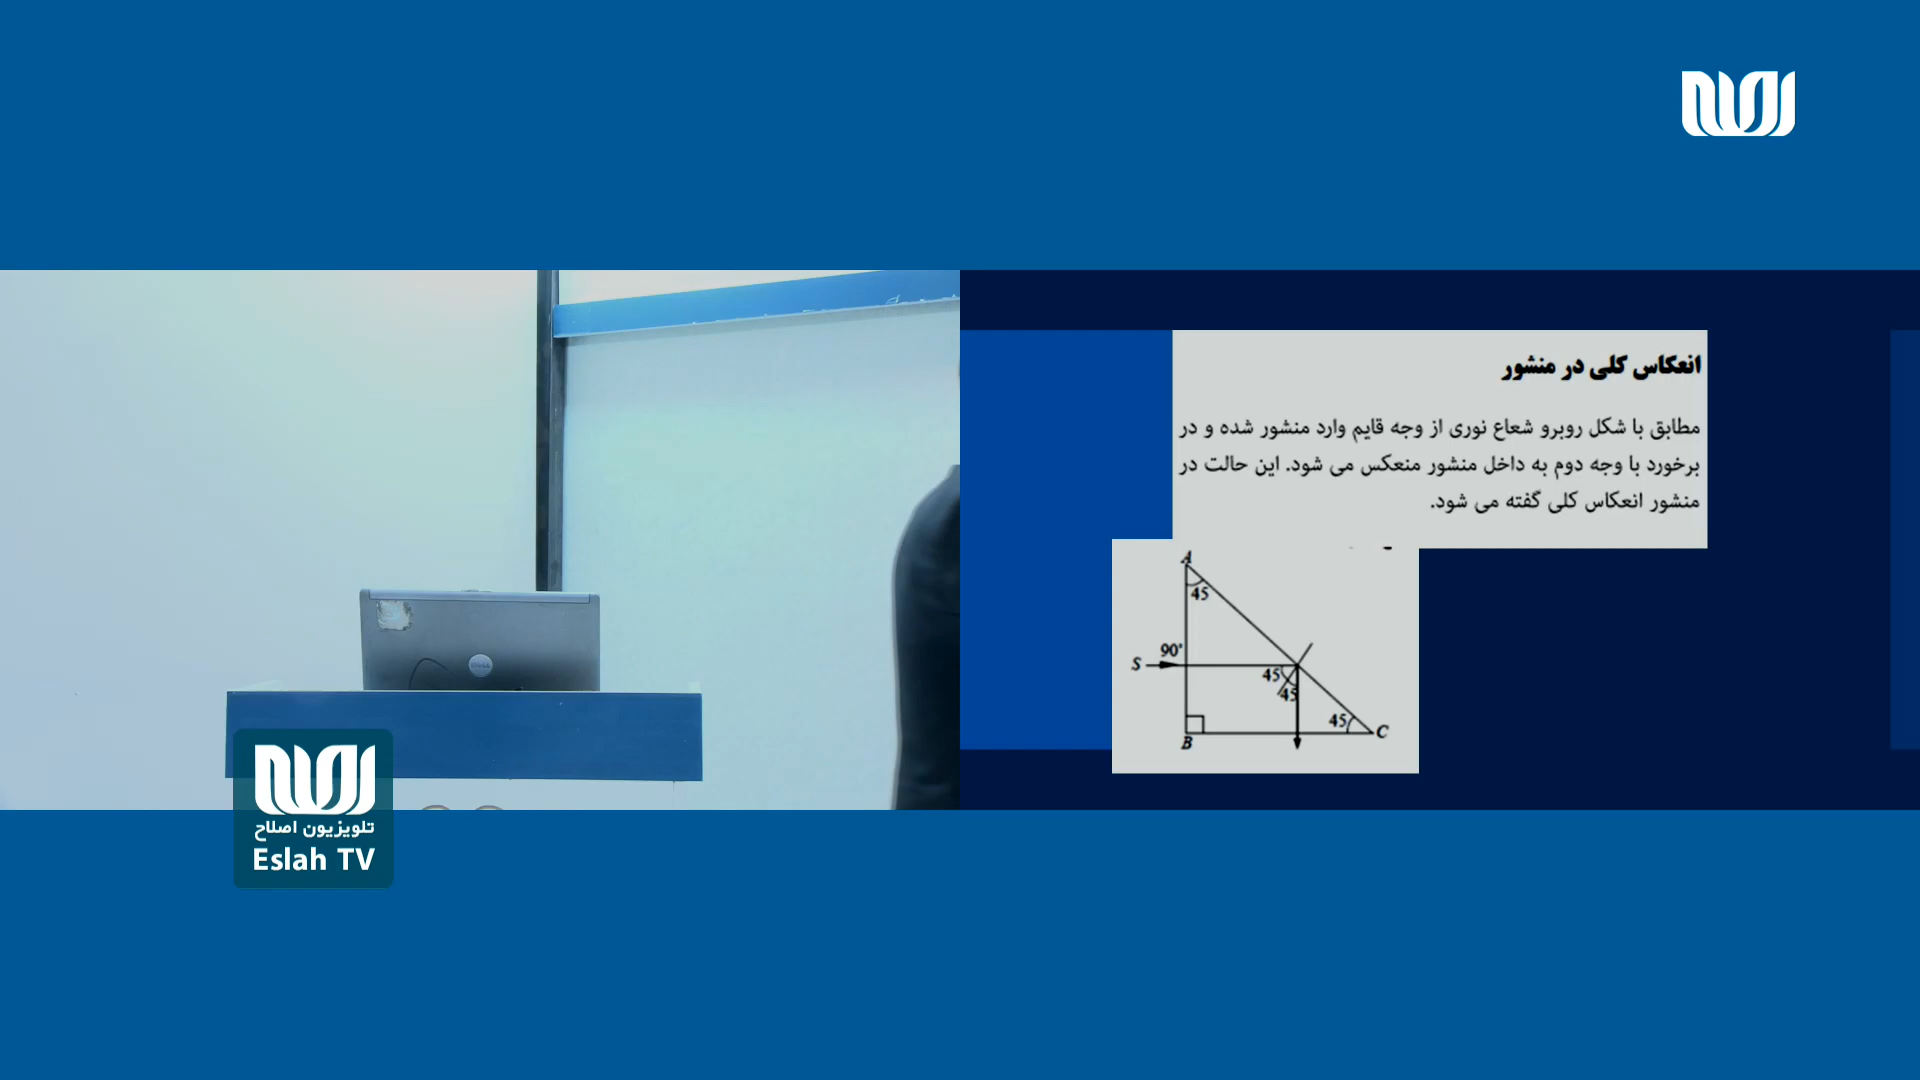 انعکاس کلی در منشور
مطابق با شکل روبرو شعاع نوری از وجه قایم وارد منشور شده و در
برخورد با وجه دوم به داخل منشور منعکس می شود. این حالت در
منشور انعکاس کلی گفته می شود.
A
45
90°
S
45
45
45
B
C
DELL
تلویزیون اصلاح
Eslah TV